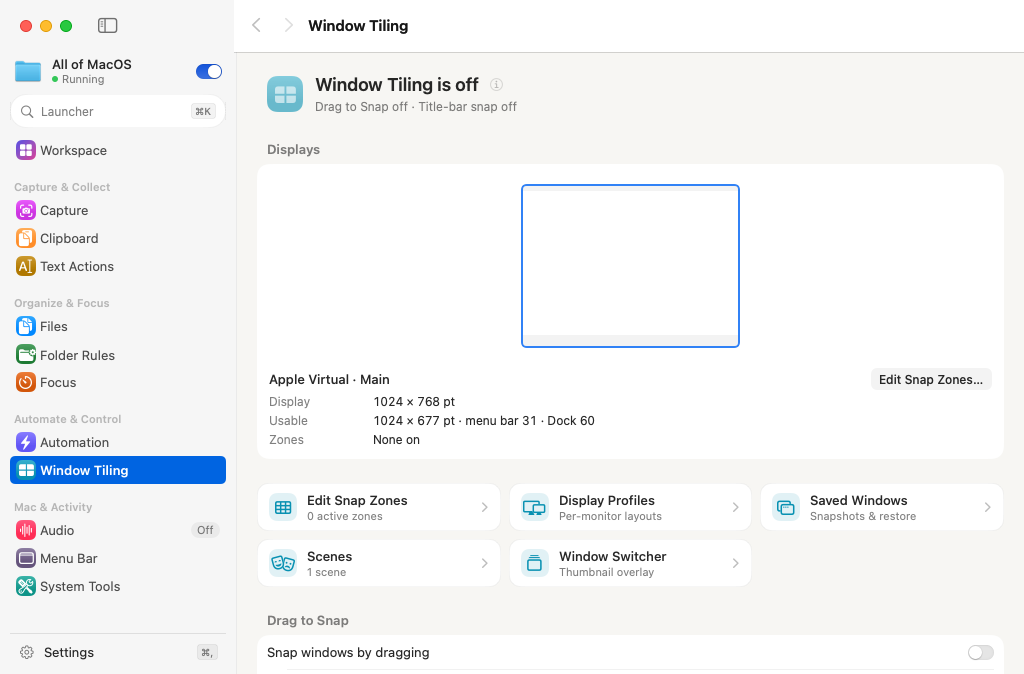 Window Tiling
All of MacOS
Running
Launcher
⌘K
Workspace
Capture & Collect
Capture
Clipboard
Text Actions
Organize & Focus
Files
Folder Rules
Focus
Automate & Control
Automation
Window Tiling
Mac & Activity
Audio
Off
Menu Bar
System Tools
Settings
⌘,
Window Tiling is off
Drag to Snap off · Title-bar snap off
Displays
Apple Virtual · Main
Edit Snap Zones...
Display 1024 × 768 pt
Usable 1024 × 677 pt · menu bar 31 · Dock 60
Zones None on
Edit Snap Zones
0 active zones
Display Profiles
Per-monitor layouts
Saved Windows
Snapshots & restore
Scenes
1 scene
Window Switcher
Thumbnail overlay
Drag to Snap
Snap windows by dragging